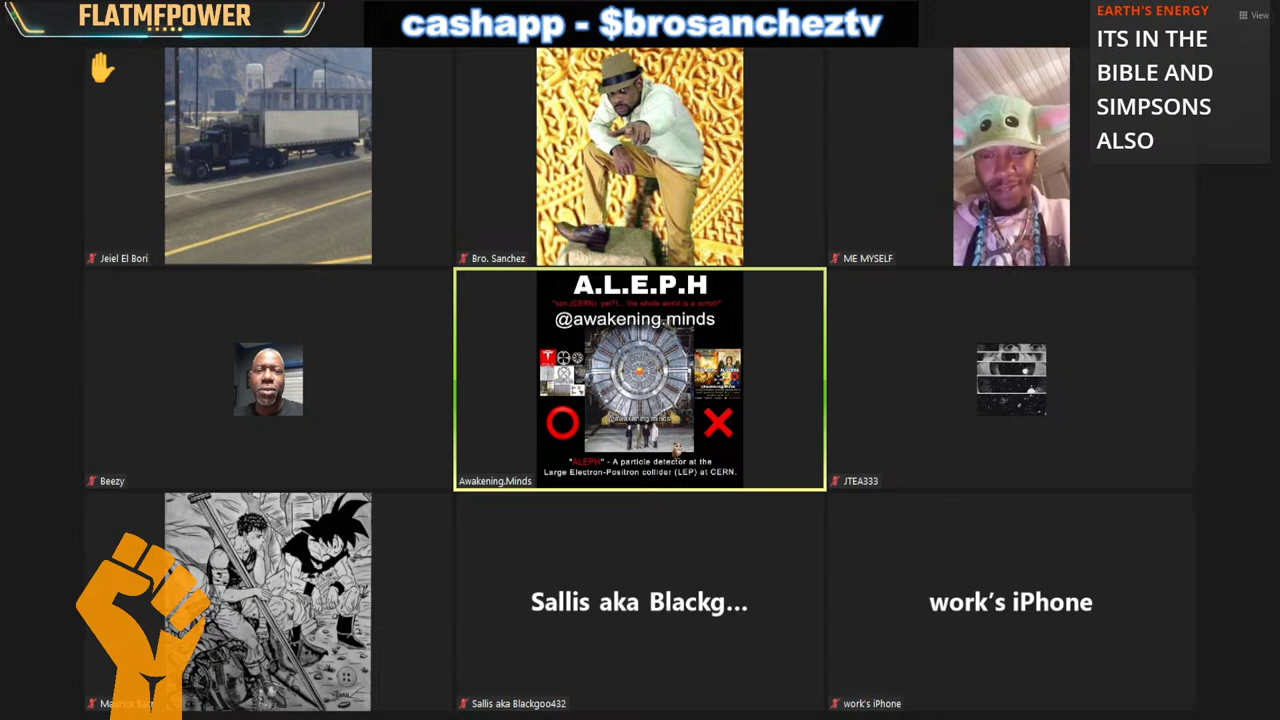 FLATMFPOWER
cashapp - $brosancheztv
EARTH'S ENERGY
View
ITS IN THE
BIBLE AND
SIMPSONS
ALSO
Jeiel El Bori
Bro. Sanchez
ME MYSELF
A.L.E.P.H
@awakening.minds
@awakening.minds
"ALEPH" - A particle detector at the
Large Electron-Positron collider (LEP) at CERN.
Beezy
Awakening.Minds
JTEA333
Sallis aka Blackg...
work's iPhone
Sallis aka Blackgoo432
work's iPhone